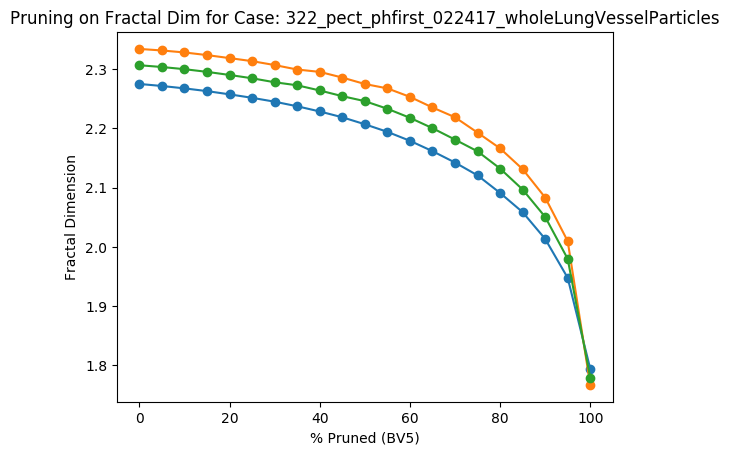 Pruning on Fractal Dim for Case: 322_pect_phfirst_022417_wholeLungVesselParticles
2.3
2.2
2.1
2.0
1.9
1.8
Fractal Dimension
0 20 40 60 80 100
% Pruned (BV5)